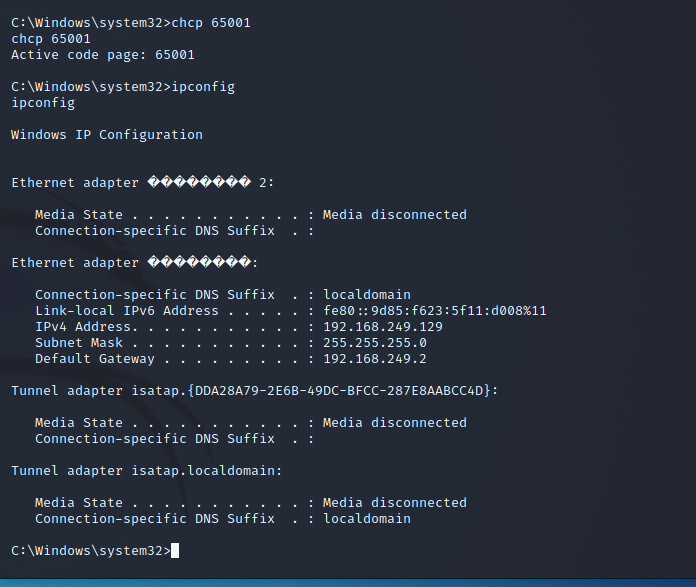 C:\Windows\system32>chcp 65001
chcp 65001
Active code page: 65001
C:\Windows\system32>ipconfig
ipconfig
Windows IP Configuration
Ethernet adapter �������� 2:
Media State . . . . . . . . . . . : Media disconnected
Connection-specific DNS Suffix  . :
Ethernet adapter ��������:
Connection-specific DNS Suffix  . : localdomain
Link-local IPv6 Address . . . . . : fe80::9d85:f623:5f11:d008%11
IPv4 Address. . . . . . . . . . . : 192.168.249.129
Subnet Mask . . . . . . . . . . . : 255.255.255.0
Default Gateway . . . . . . . . . : 192.168.249.2
Tunnel adapter isatap.{DDA28A79-2E6B-49DC-BFCC-287E8AABCC4D}:
Media State . . . . . . . . . . . : Media disconnected
Connection-specific DNS Suffix  . :
Tunnel adapter isatap.localdomain:
Media State . . . . . . . . . . . : Media disconnected
Connection-specific DNS Suffix  . : localdomain
C:\Windows\system32>